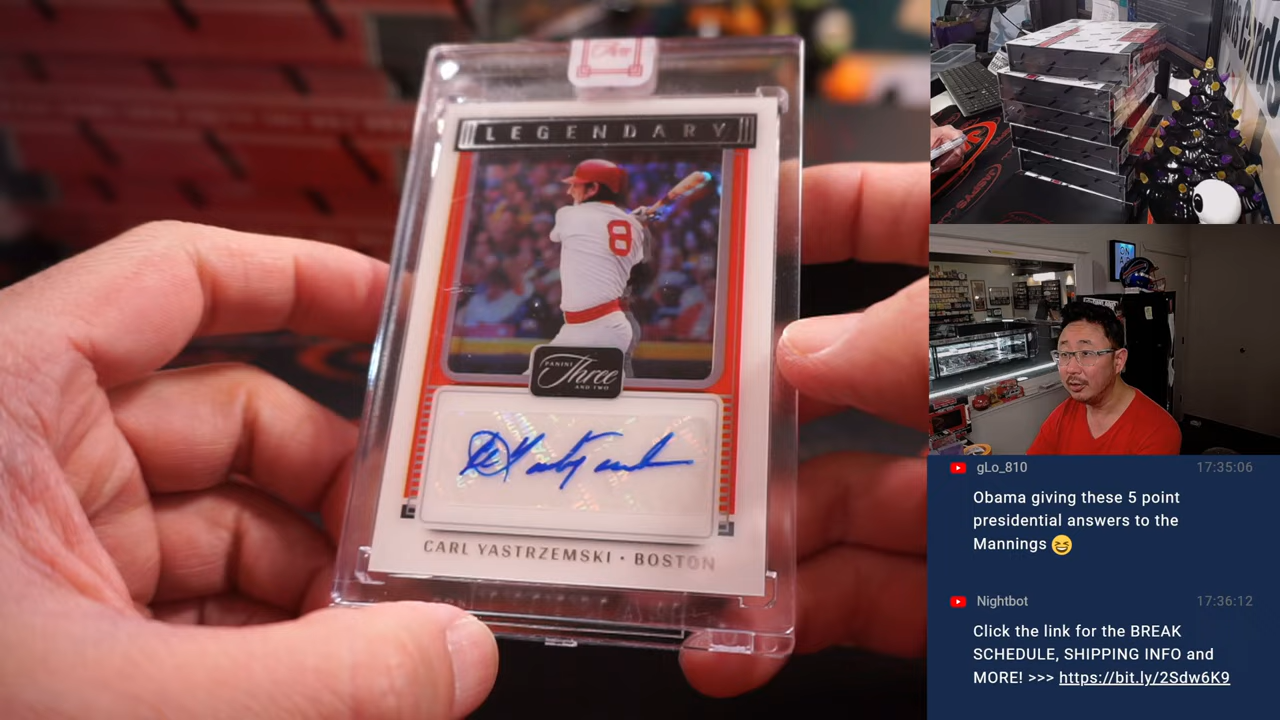 Three
LEGENDARY
8
PANINI
Three
AND TWO
CARL YASTRZEMSKI • BOSTON
gLo_810
17:35:06
Obama giving these 5 point
presidential answers to the
Mannings 😆
Nightbot
17:36:12
Click the link for the BREAK
SCHEDULE, SHIPPING INFO and
MORE! >>> https://bit.ly/2Sdw6K9